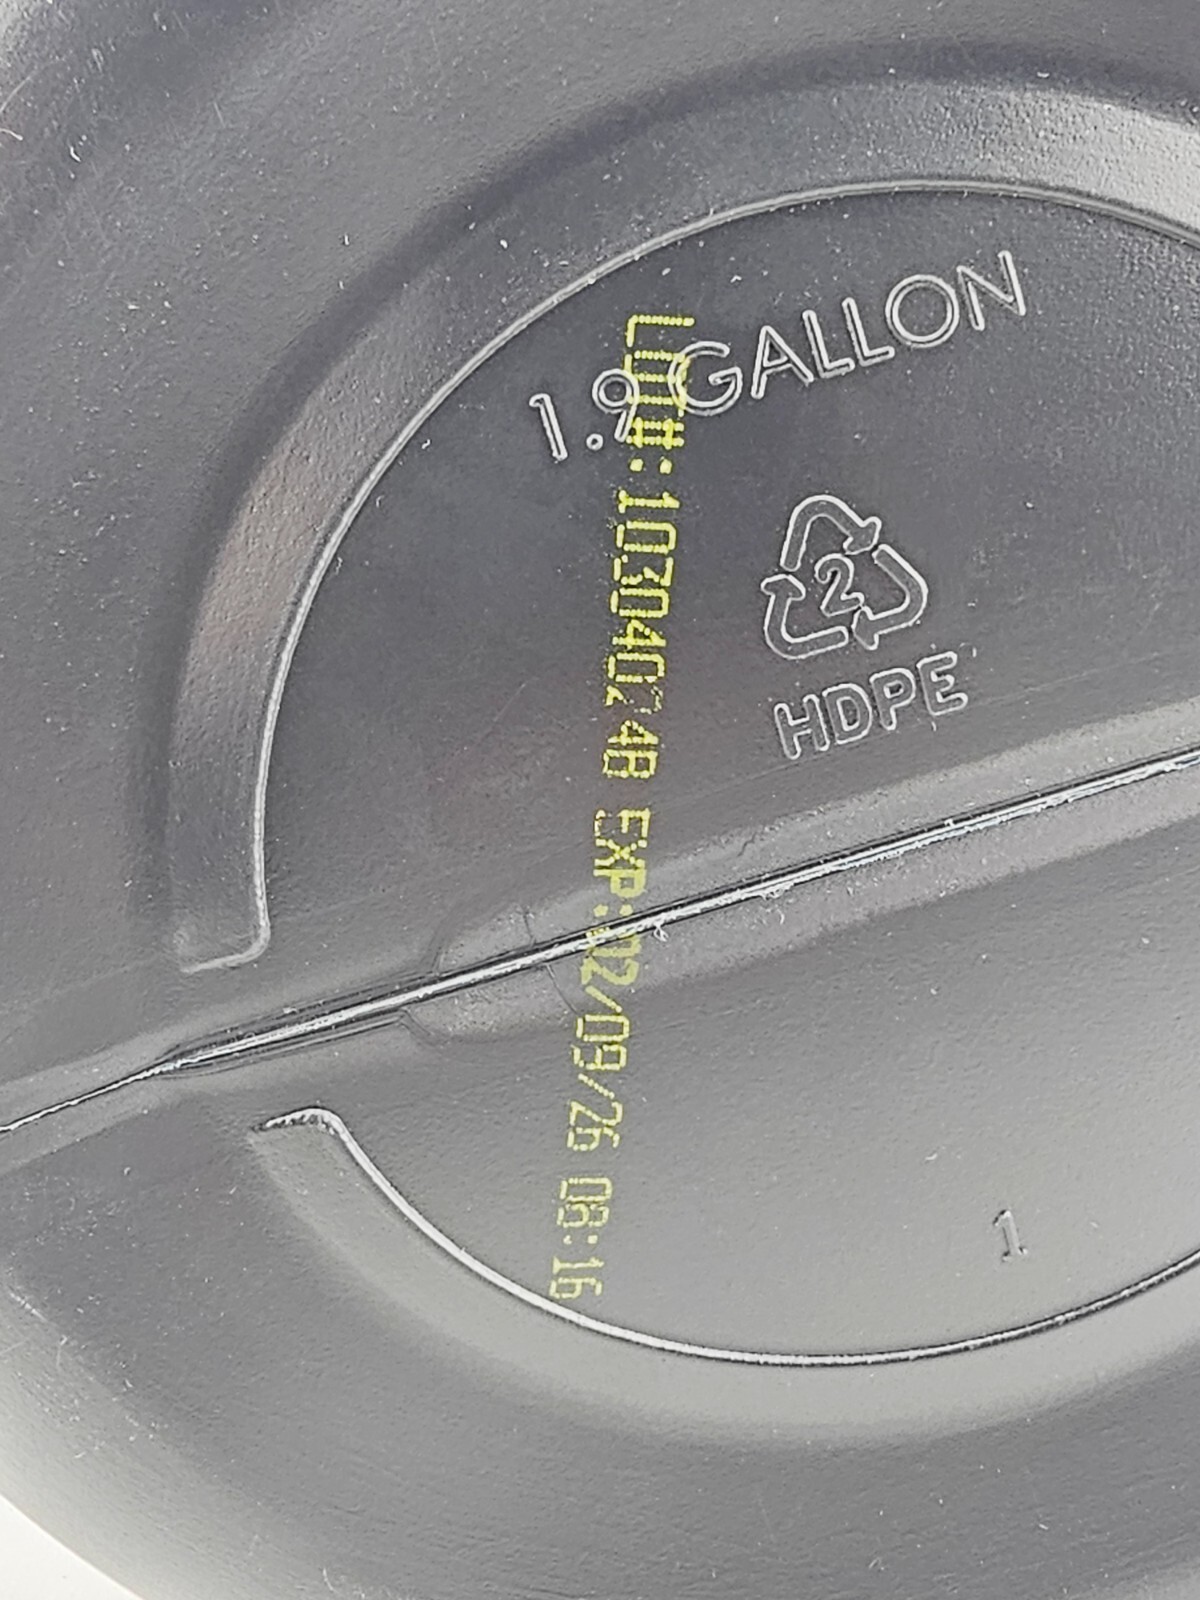 1.9 GALLON
2
HDPE
LOT#:10304024B EXP:02/09/26 08:16
1